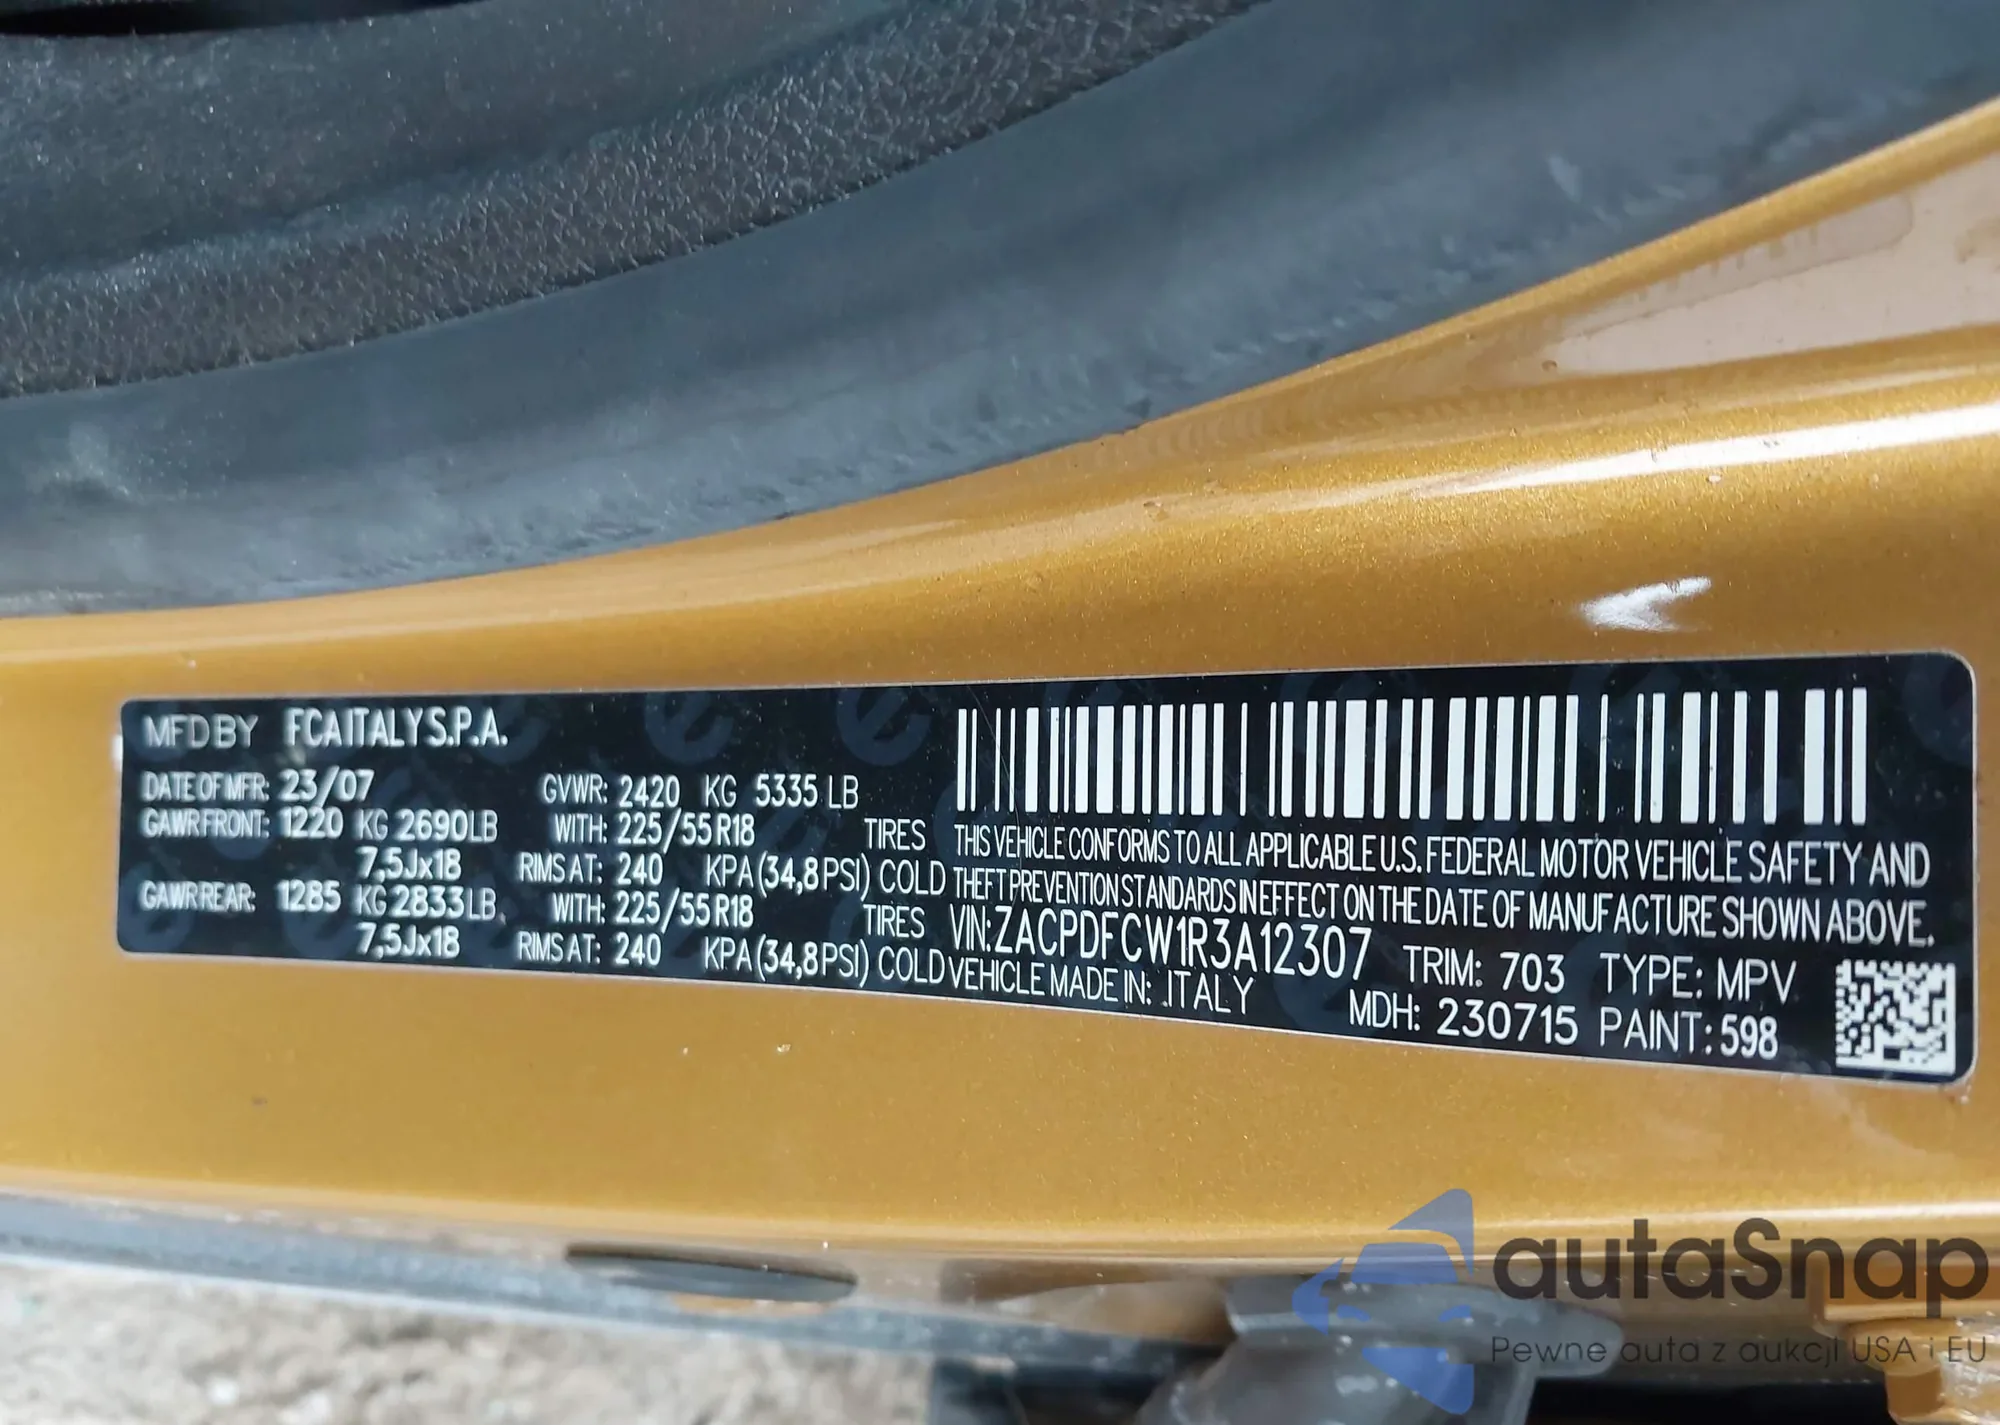 MFD BY FCA ITALY S.P.A.
DATE OF MFR: 23/07 GVWR: 2420 KG 5335 LB
GAWR FRONT: 1220 KG 2690 LB WITH: 225/55 R18 TIRES
7,5Jx18 RIMS AT: 240 KPA (34,8 PSI) COLD
GAWR REAR: 1285 KG 2833 LB WITH: 225/55 R18 TIRES
7,5Jx18 RIMS AT: 240 KPA (34,8 PSI) COLD
THIS VEHICLE CONFORMS TO ALL APPLICABLE U.S. FEDERAL MOTOR VEHICLE SAFETY AND
THEFT PREVENTION STANDARDS IN EFFECT ON THE DATE OF MANUFACTURE SHOWN ABOVE.
VIN: ZACPDFCW1R3A12307 TRIM: 703 TYPE: MPV
VEHICLE MADE IN: .ITALY MDH: 230715 PAINT: 598
autaSnap
Pewne auta z aukcji USA i EU